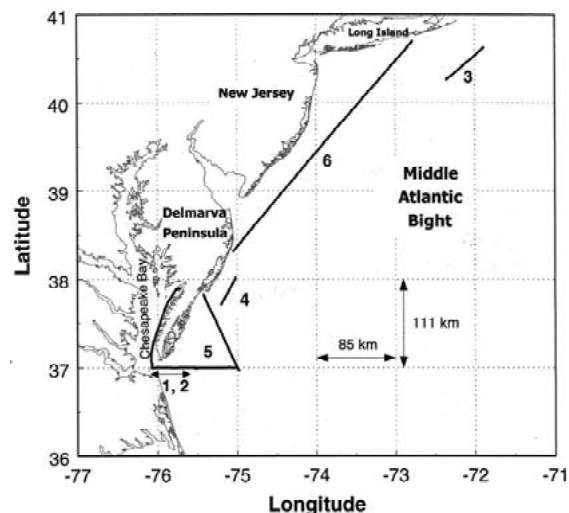 41
Long Island
3
New Jersey
40
6
Middle
Atlantic
Bight
39
Delmarva
Peninsula
Latitude
38
Chesapeake Bay
4
111 km
85 km
5
37
1, 2
36
-77
-76
-75
-74
-73
-72
-71
Longitude